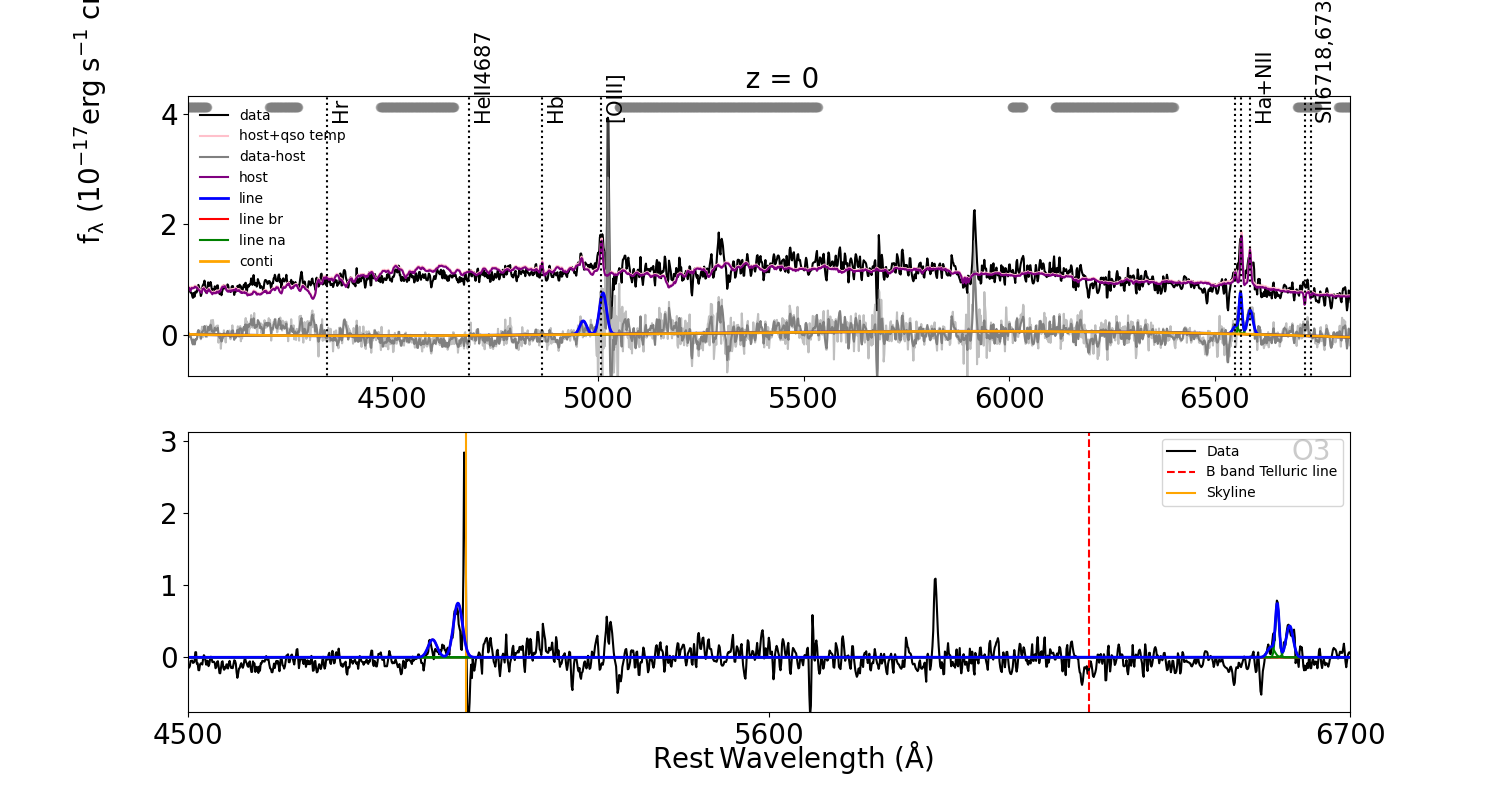 z = 0
Hr
HeII4687
Hb
[OIII]
Ha+NII
SII6718,673
f_λ (10^−17 erg s^−1 c
4
2
0
data
host+qso temp
data-host
host
line
line br
line na
conti
4500 5000 5500 6000 6500
O3
Data
B band Telluric line
Skyline
3
2
1
0
4500 5600 6700
Rest Wavelength (Å)